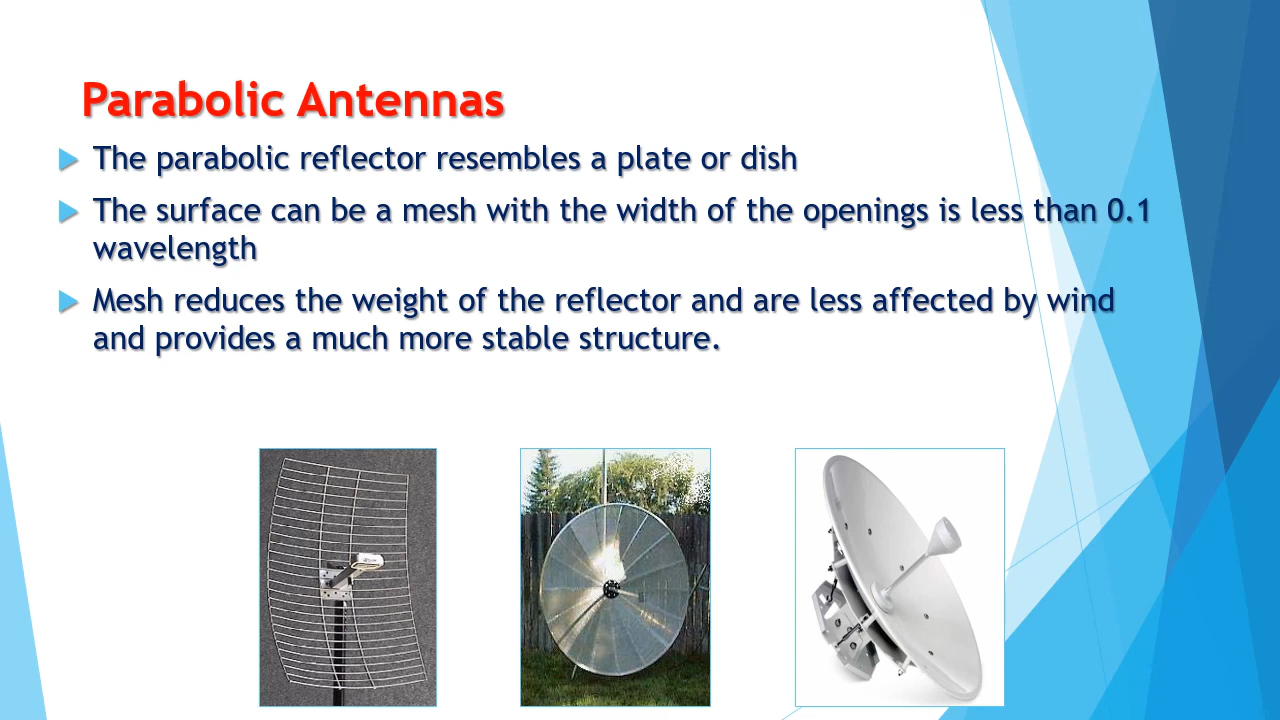 Parabolic Antennas
The parabolic reflector resembles a plate or dish
The surface can be a mesh with the width of the openings is less than 0.1
wavelength
Mesh reduces the weight of the reflector and are less affected by wind
and provides a much more stable structure.